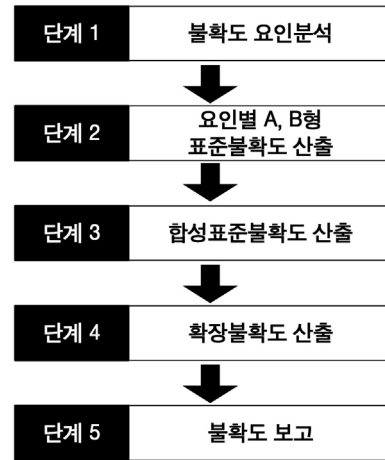 단계 1
불확도 요인분석
단계 2
요인별 A, B형
표준불확도 산출
단계 3
합성표준불확도 산출
단계 4
확장불확도 산출
단계 5
불확도 보고